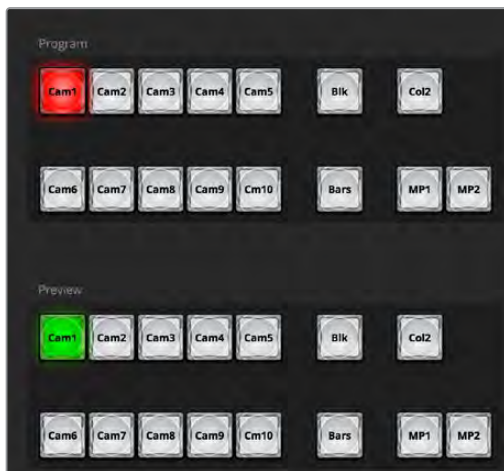 Program
Cam1 Cam2 Cam3 Cam4 Cam5 Blk Col2
Cam6 Cam7 Cam8 Cam9 Cm10 Bars MP1 MP2
Preview
Cam1 Cam2 Cam3 Cam4 Cam5 Blk Col2
Cam6 Cam7 Cam8 Cam9 Cm10 Bars MP1 MP2